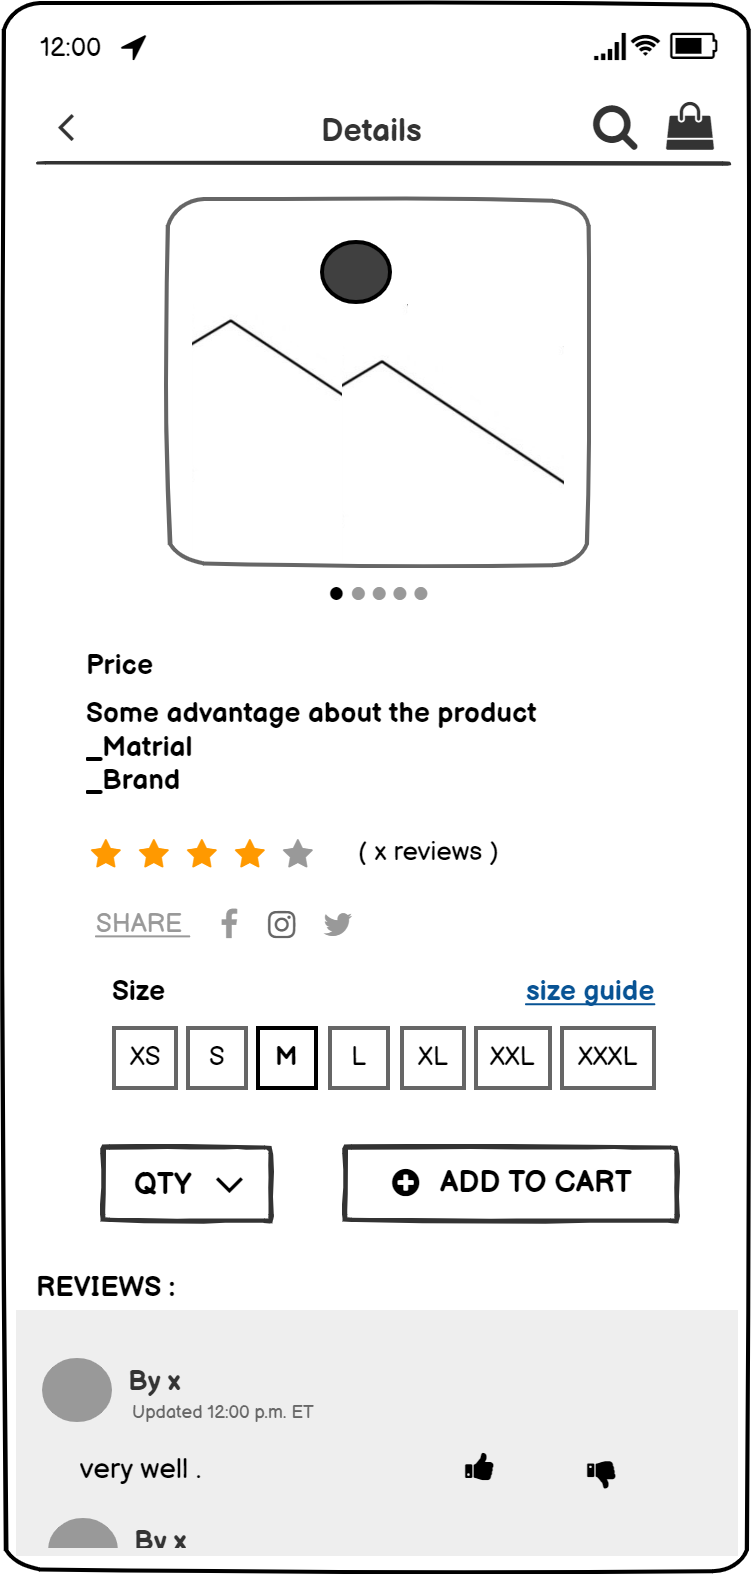 12:00
Details
Price
Some advantage about the product
_Matrial
_Brand
( x reviews )
SHARE
Size size guide
XS S M L XL XXL XXXL
QTY ADD TO CART
REVIEWS :
By x
Updated 12:00 p.m. ET
very well .
By x